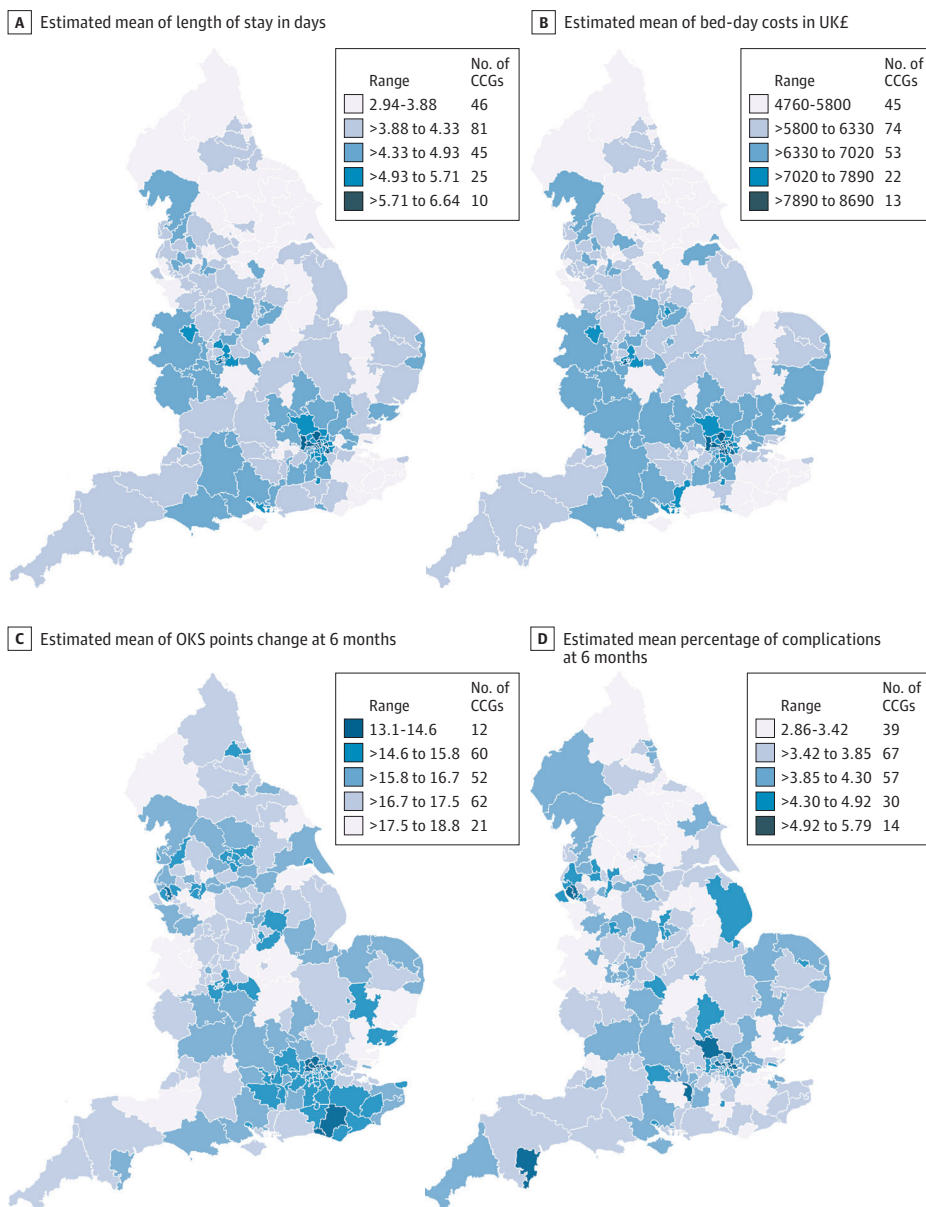 A Estimated mean of length of stay in days
Range No. of CCGs
2.94-3.88 46
>3.88 to 4.33 81
>4.33 to 4.93 45
>4.93 to 5.71 25
>5.71 to 6.64 10
B Estimated mean of bed-day costs in UK£
Range No. of CCGs
4760-5800 45
>5800 to 6330 74
>6330 to 7020 53
>7020 to 7890 22
>7890 to 8690 13
C Estimated mean of OKS points change at 6 months
Range No. of CCGs
13.1-14.6 12
>14.6 to 15.8 60
>15.8 to 16.7 52
>16.7 to 17.5 62
>17.5 to 18.8 21
D Estimated mean percentage of complications
at 6 months
Range No. of CCGs
2.86-3.42 39
>3.42 to 3.85 67
>3.85 to 4.30 57
>4.30 to 4.92 30
>4.92 to 5.79 14